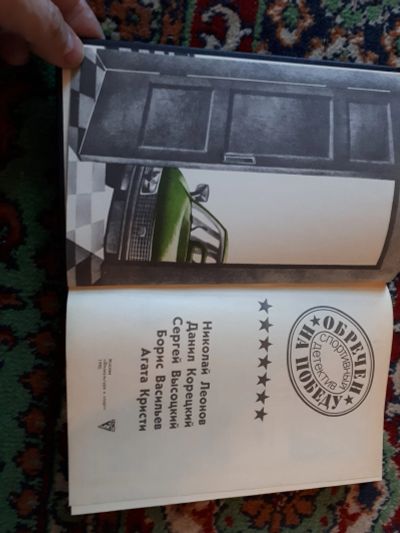 ОБРЕЧЕН
НА ПОБЕДУ
спортивный
детектив
Николай Леонов
Данил Корецкий
Сергей Высоцкий
Борис Васильев
Агата Кристи